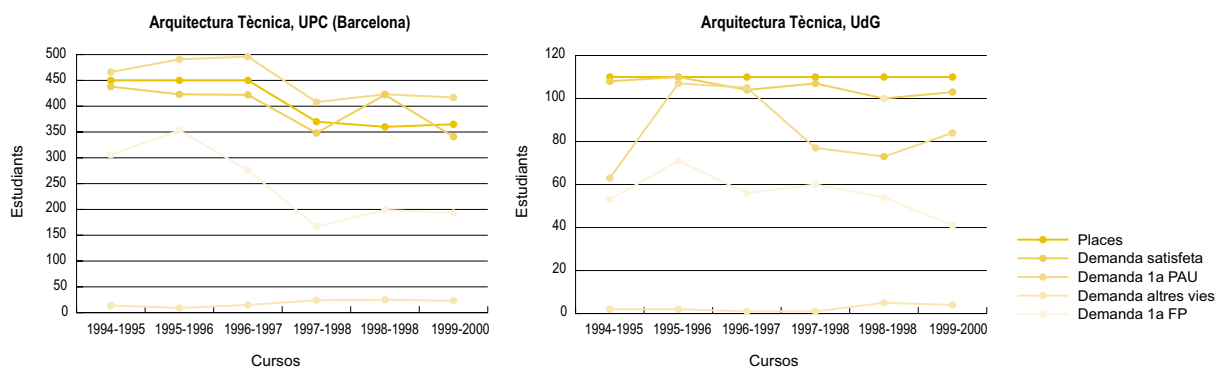 Arquitectura Tècnica, UPC (Barcelona)
500
450
400
350
300
250
200
150
100
50
0
Estudiants
1994-1995 1995-1996 1996-1997 1997-1998 1998-1998 1999-2000
Cursos
Arquitectura Tècnica, UdG
120
100
80
60
40
20
0
Estudiants
1994-1995 1995-1996 1996-1997 1997-1998 1998-1998 1999-2000
Cursos
Places
Demanda satisfeta
Demanda 1a PAU
Demanda altres vies
Demanda 1a FP